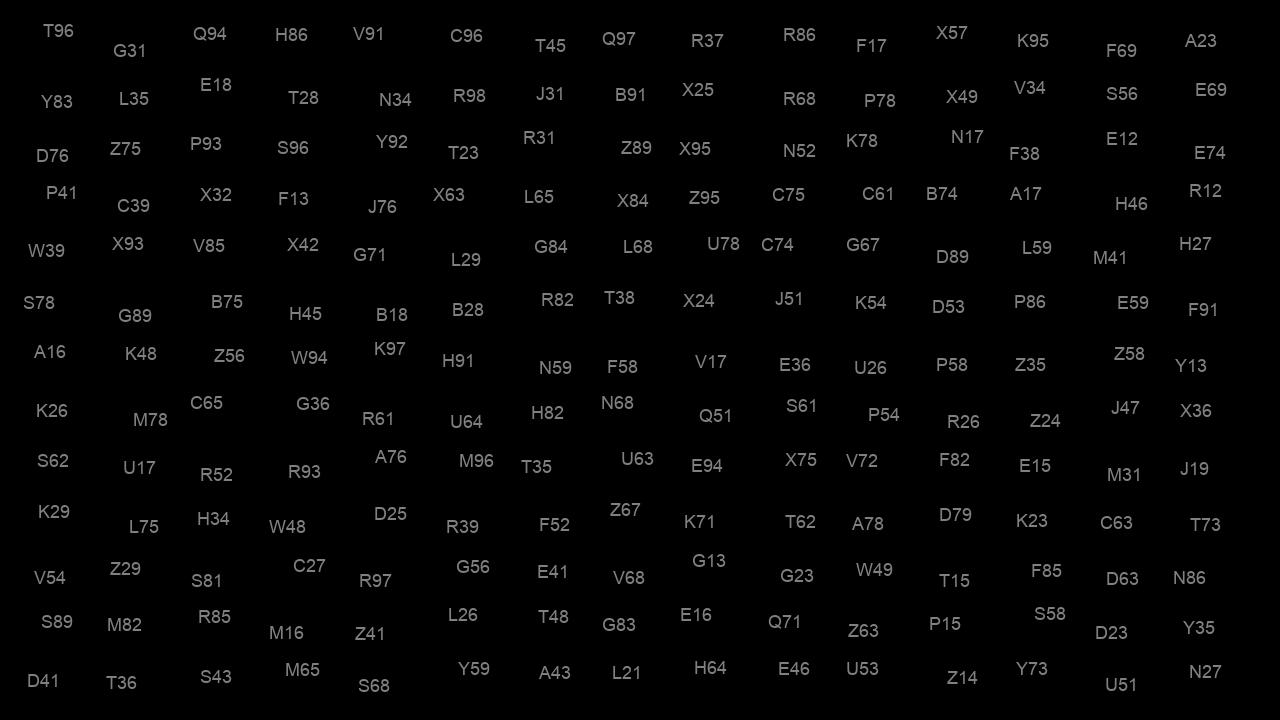 T96 G31 Q94 H86 V91 C96 T45 Q97 R37 R86 F17 X57 K95 F69 A23
Y83 L35 E18 T28 N34 R98 J31 B91 X25 R68 P78 X49 V34 S56 E69
D76 Z75 P93 S96 Y92 T23 R31 Z89 X95 N52 K78 N17 F38 E12 E74
P41 C39 X32 F13 J76 X63 L65 X84 Z95 C75 C61 B74 A17 H46 R12
W39 X93 V85 X42 G71 L29 G84 L68 U78 C74 G67 D89 L59 M41 H27
S78 G89 B75 H45 B18 B28 R82 T38 X24 J51 K54 D53 P86 E59 F91
A16 K48 Z56 W94 K97 H91 N59 F58 V17 E36 U26 P58 Z35 Z58 Y13
K26 M78 C65 G36 R61 U64 H82 N68 Q51 S61 P54 R26 Z24 J47 X36
S62 U17 R52 R93 A76 M96 T35 U63 E94 X75 V72 F82 E15 M31 J19
K29 L75 H34 W48 D25 R39 F52 Z67 K71 T62 A78 D79 K23 C63 T73
V54 Z29 S81 C27 R97 G56 E41 V68 G13 G23 W49 T15 F85 D63 N86
S89 M82 R85 M16 Z41 L26 T48 G83 E16 Q71 Z63 P15 S58 D23 Y35
D41 T36 S43 M65 S68 Y59 A43 L21 H64 E46 U53 Z14 Y73 U51 N27